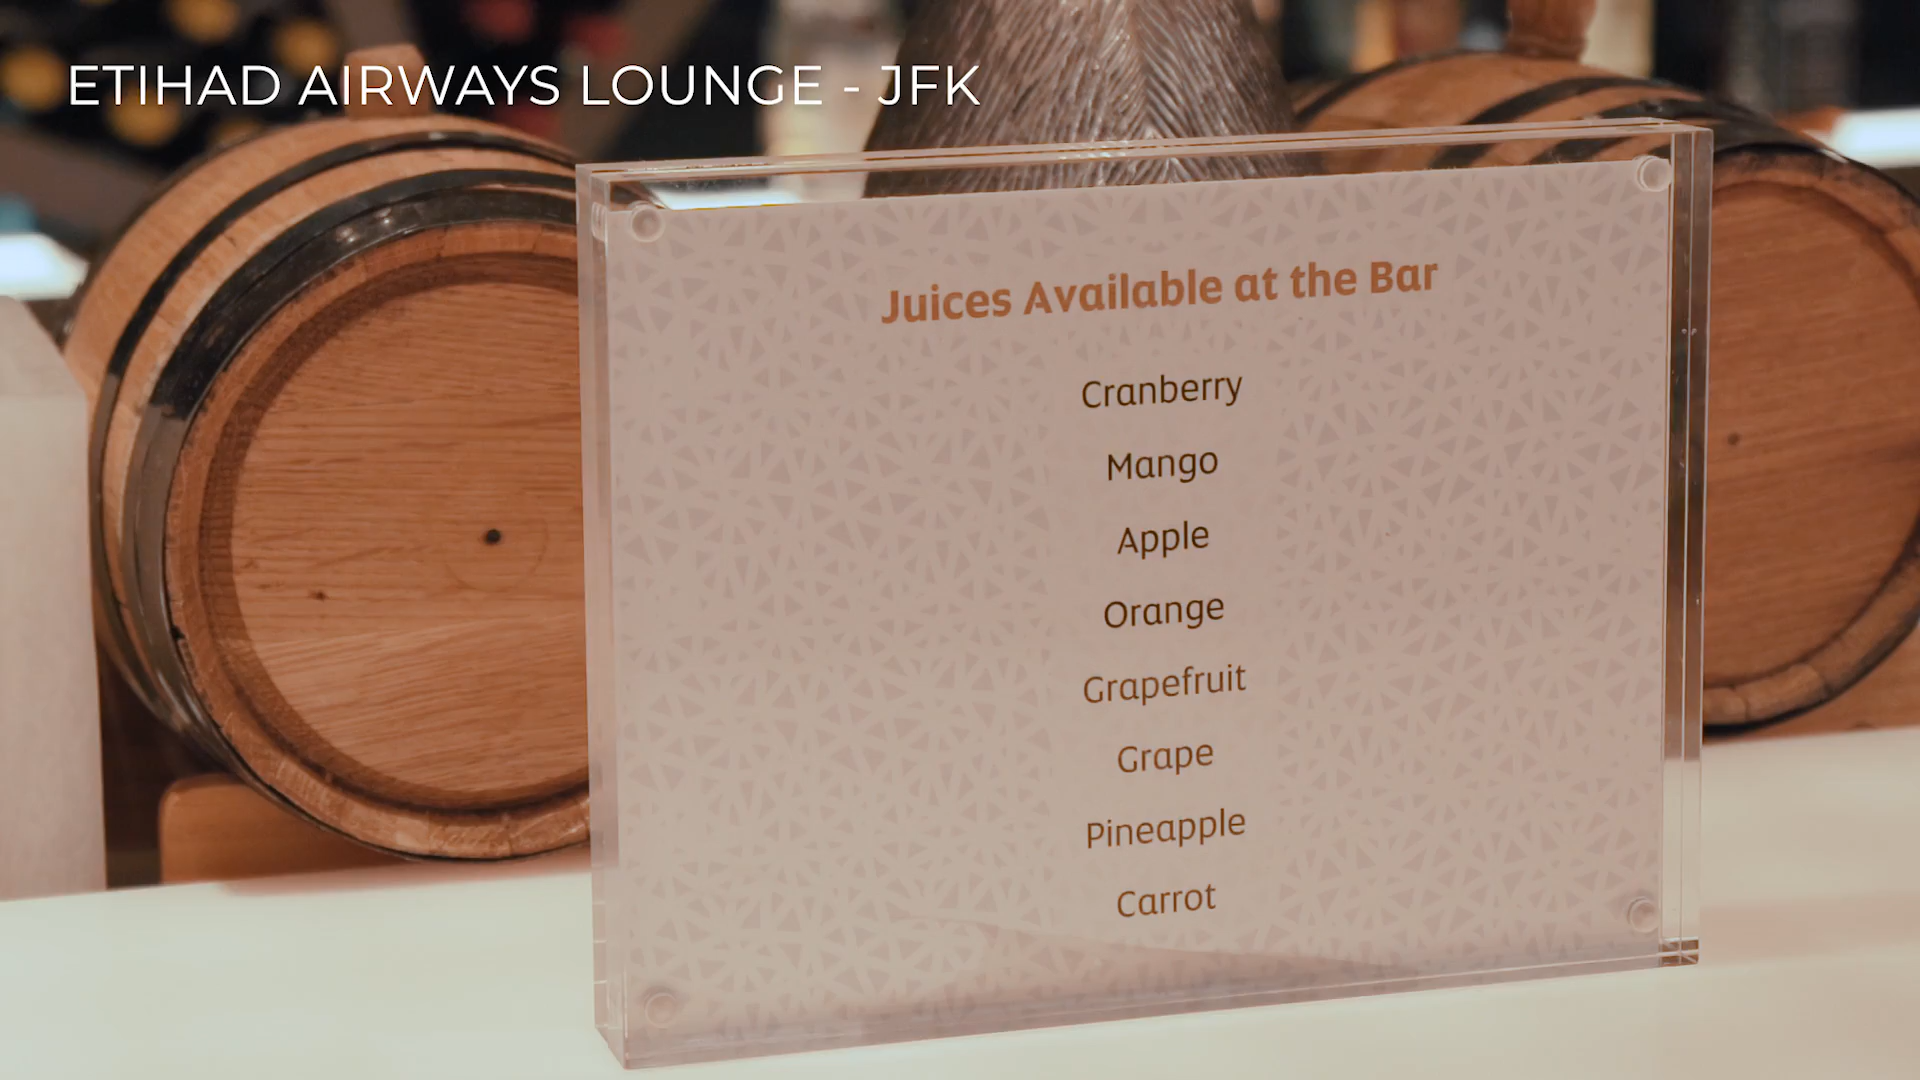 ETIHAD AIRWAYS LOUNGE - JFK
Juices Available at the Bar
Cranberry
Mango
Apple
Orange
Grapefruit
Grape
Pineapple
Carrot